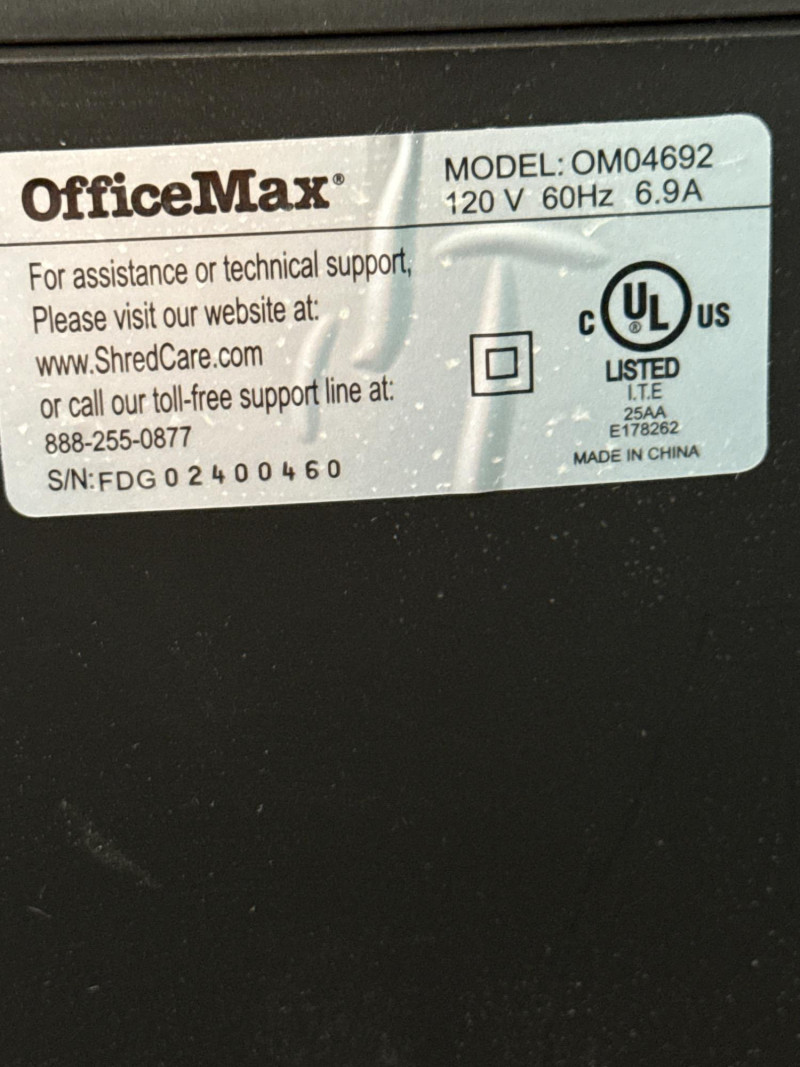 OfficeMax®
MODEL: OM04692
120 V 60Hz 6.9A
For assistance or technical support,
Please visit our website at:
www.ShredCare.com
or call our toll-free support line at:
888-255-0877
S/N:FDG02400460
C UL® US
LISTED
I.T.E
25AA
E178262
MADE IN CHINA